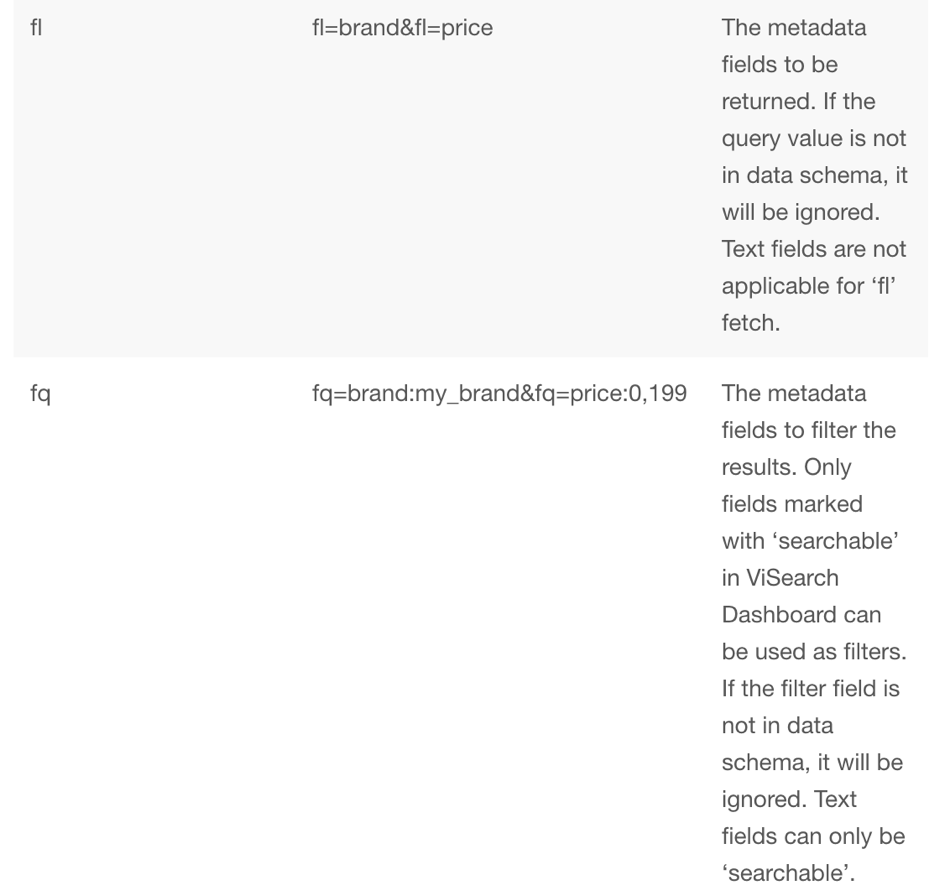 fl
fl=brand&fl=price
The metadata
fields to be
returned. If the
query value is not
in data schema, it
will be ignored.
Text fields are not
applicable for ‘fl’
fetch.
fq
fq=brand:my_brand&fq=price:0,199
The metadata
fields to filter the
results. Only
fields marked
with ‘searchable’
in ViSearch
Dashboard can
be used as filters.
If the filter field is
not in data
schema, it will be
ignored. Text
fields can only be
‘searchable’.